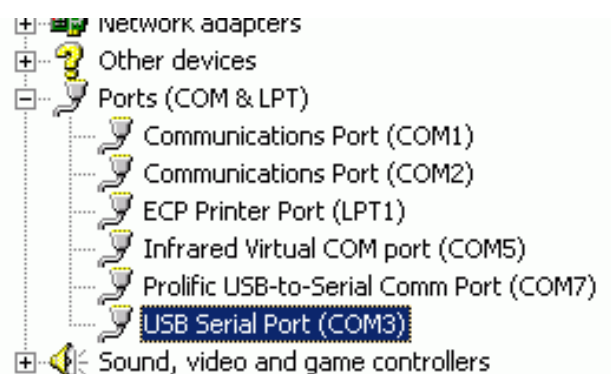 Network adapters
Other devices
Ports (COM & LPT)
Communications Port (COM1)
Communications Port (COM2)
ECP Printer Port (LPT1)
Infrared Virtual COM port (COM5)
Prolific USB-to-Serial Comm Port (COM7)
USB Serial Port (COM3)
Sound, video and game controllers